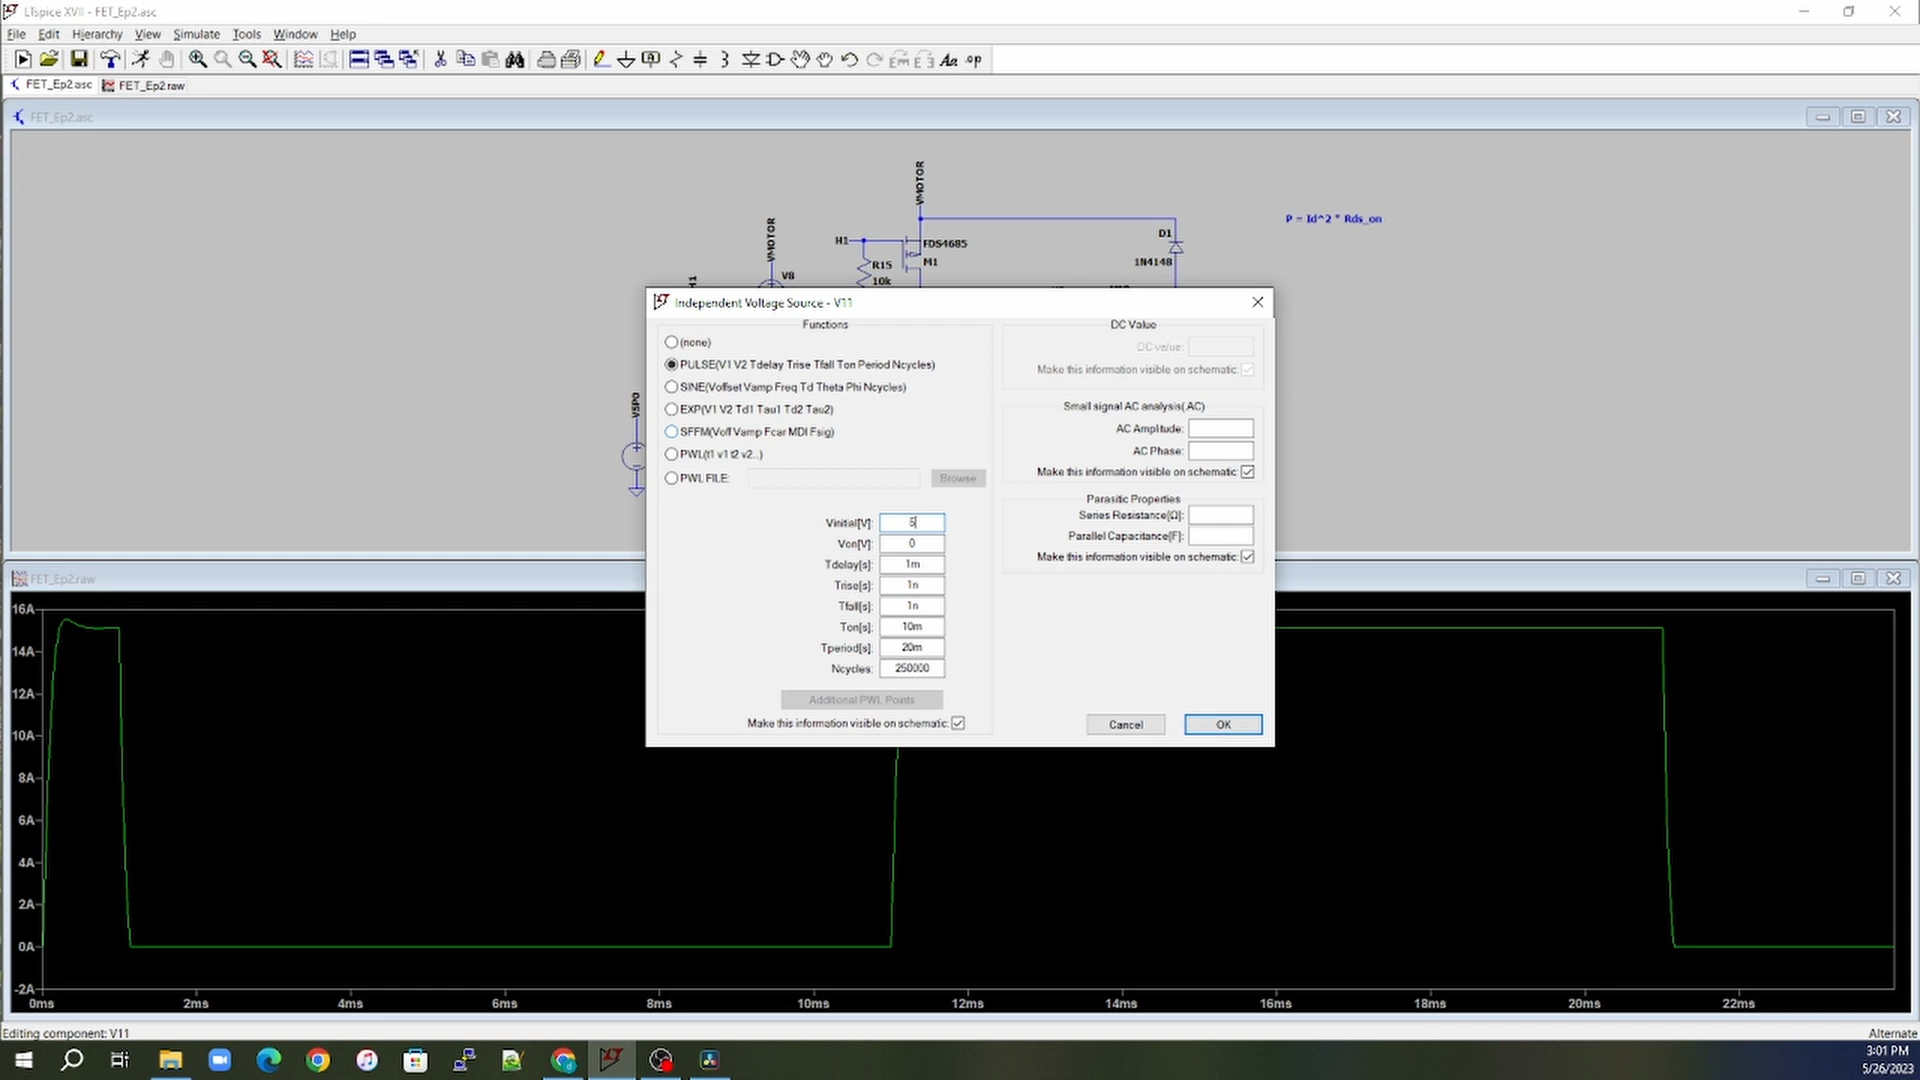 LTspice XVII - FET_Ep2.asc
File Edit Hierarchy View Simulate Tools Window Help
FET_Ep2.asc FET_Ep2.raw
FET_Ep2.asc
VMOTOR
P = Id^2 * Rds_on
VMOTOR
D1
H1
FDS4685
R15
M1
1N4148
V8
10k
Independent Voltage Source - V11
Functions
DC Value
(none)
DC value:
PULSE(V1 V2 Tdelay Trise Tfall Ton Period Ncycles)
Make this information visible on schematic:
SINE(Voffset Vamp Freq Td Theta Phi Ncycles)
EXP(V1 V2 Td1 Tau1 Td2 Tau2)
Small signal AC analysis(.AC)
AC Amplitude:
SFFM(Voff Vamp Fcar MDI Fsig)
AC Phase:
PWL(t1 v1 t2 v2...)
Make this information visible on schematic:
PWL FILE:
Browse
Parasitic Properties
Series Resistance[Ω]:
Parallel Capacitance[F]:
Make this information visible on schematic:
Vinitial[V]: 5
Von[V]: 0
Tdelay[s]: 1m
Trise[s]: 1n
Tfall[s]: 1n
Ton[s]: 10m
Tperiod[s]: 20m
Ncycles: 250000
Additional PWL Points
Make this information visible on schematic:
Cancel OK
V5P0
FET_Ep2.raw
16A
14A
12A
10A
8A
6A
4A
2A
0A
-2A
0ms 2ms 4ms 6ms 8ms 10ms 12ms 14ms 16ms 18ms 20ms 22ms
Editing component: V11
Alternate
3:01 PM
5/26/2023